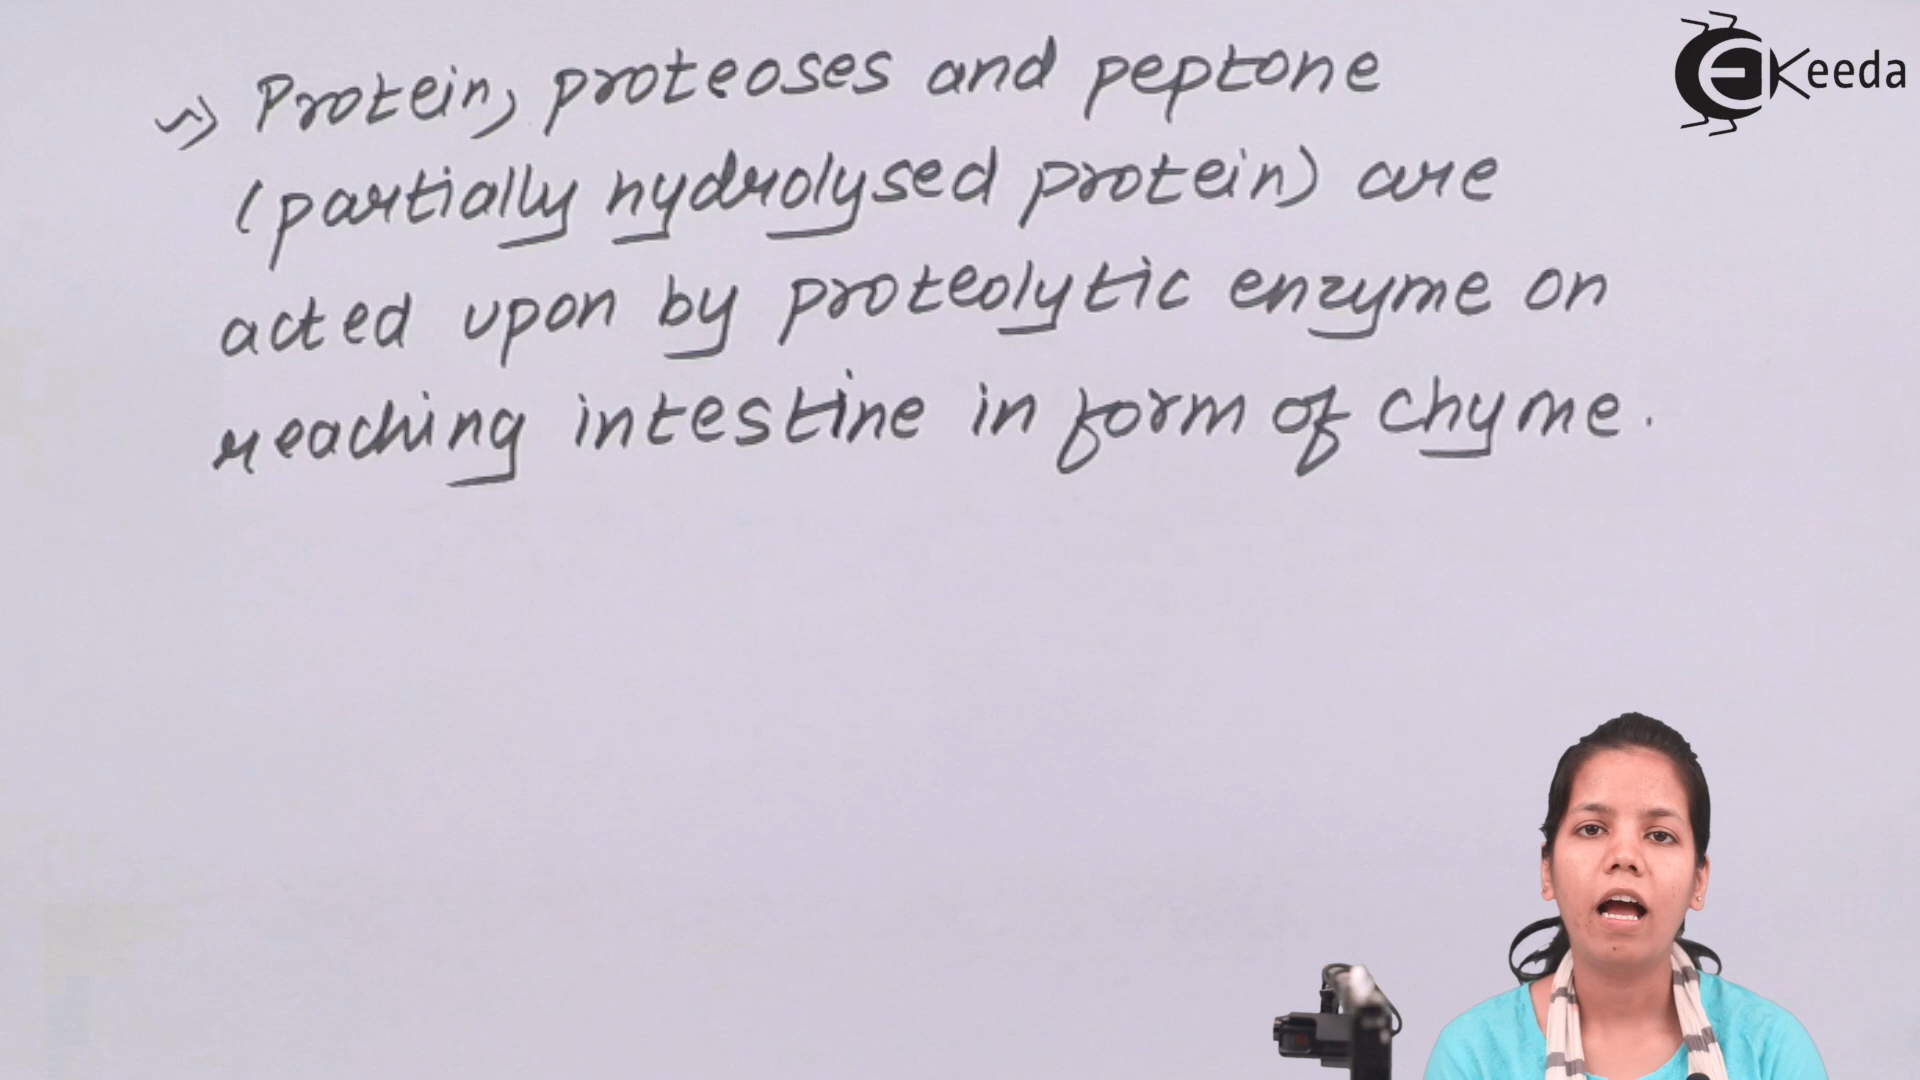 Keeda
→ Protein, proteoses and peptone
(partially hydrolysed protein) are
acted upon by proteolytic enzyme on
reaching intestine in form of chyme.